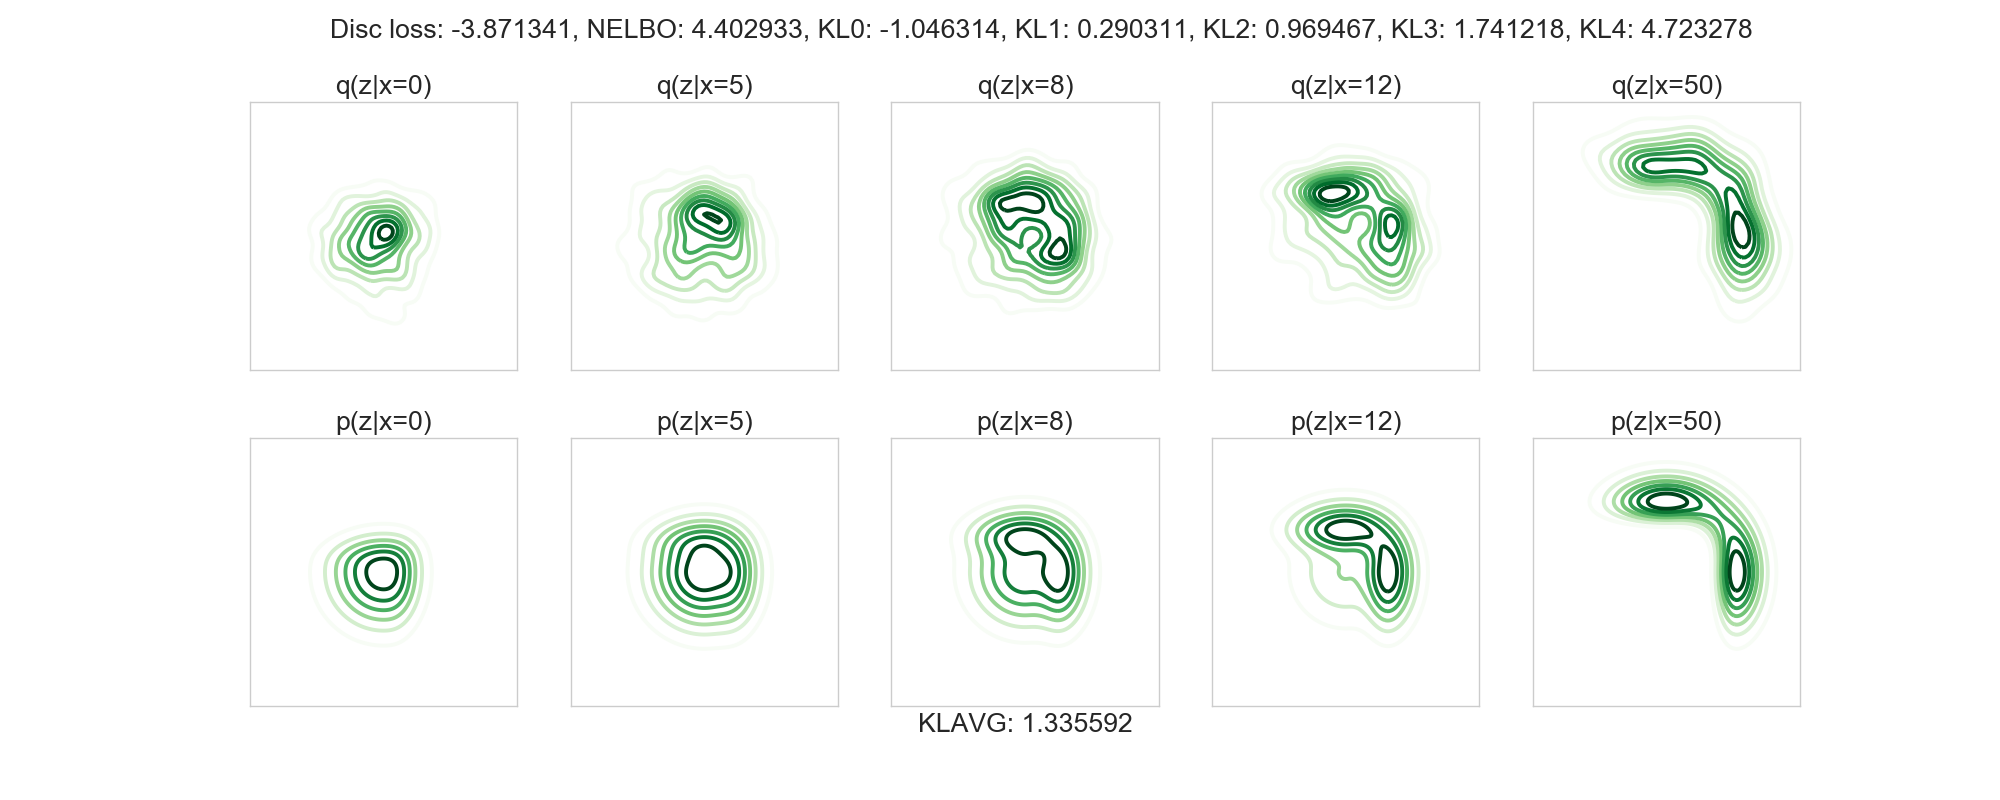 Disc loss: -3.871341, NELBO: 4.402933, KL0: -1.046314, KL1: 0.290311, KL2: 0.969467, KL3: 1.741218, KL4: 4.723278
q(z|x=0) q(z|x=5) q(z|x=8) q(z|x=12) q(z|x=50)
p(z|x=0) p(z|x=5) p(z|x=8) p(z|x=12) p(z|x=50)
KLAVG: 1.335592